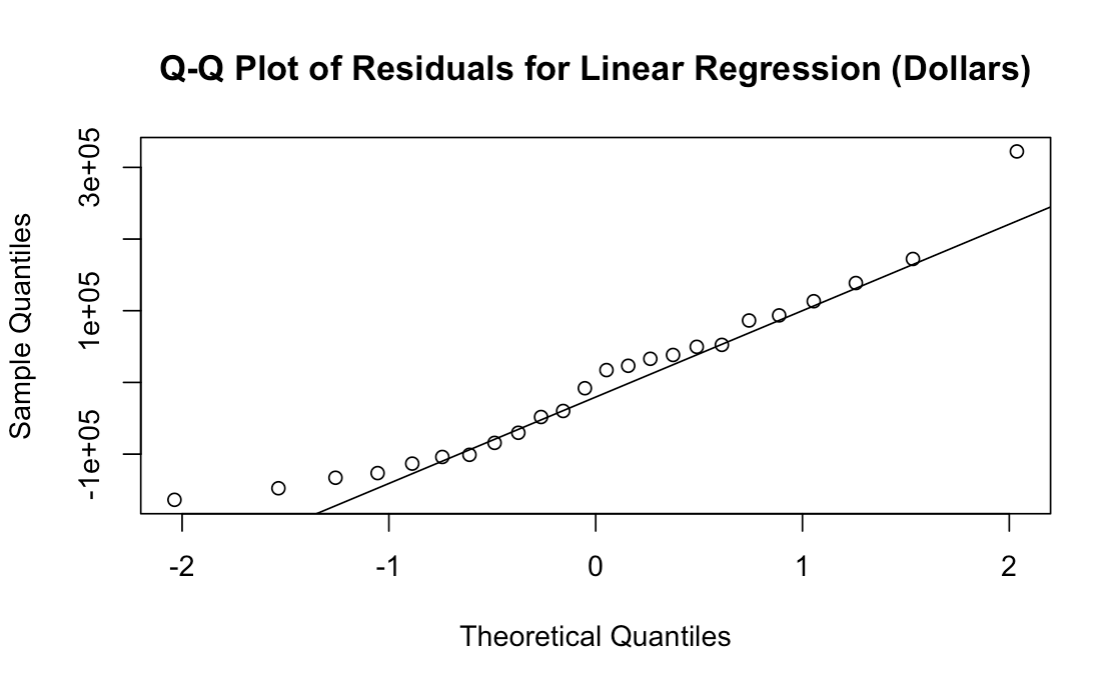 Q-Q Plot of Residuals for Linear Regression (Dollars)
Sample Quantiles
3e+05
1e+05
-1e+05
-2 -1 0 1 2
Theoretical Quantiles